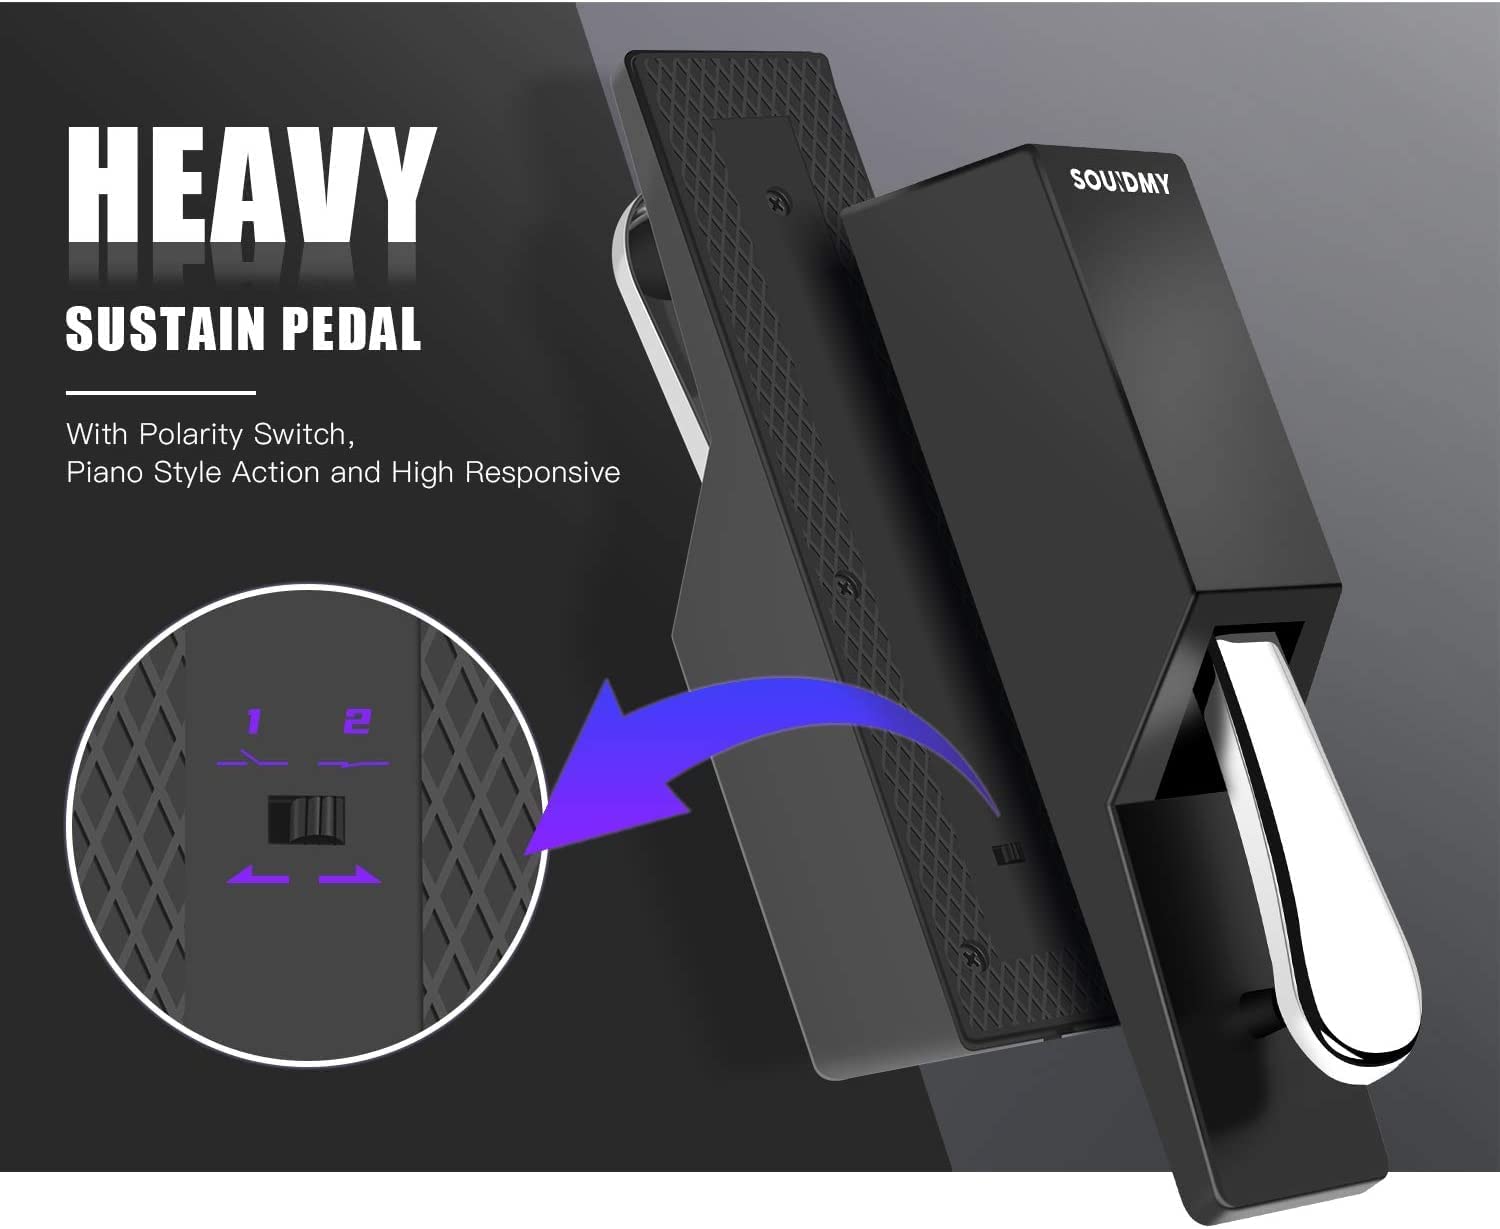 SOUNDMY
HEAVY
SUSTAIN PEDAL
With Polarity Switch,
Piano Style Action and High Responsive
1 2